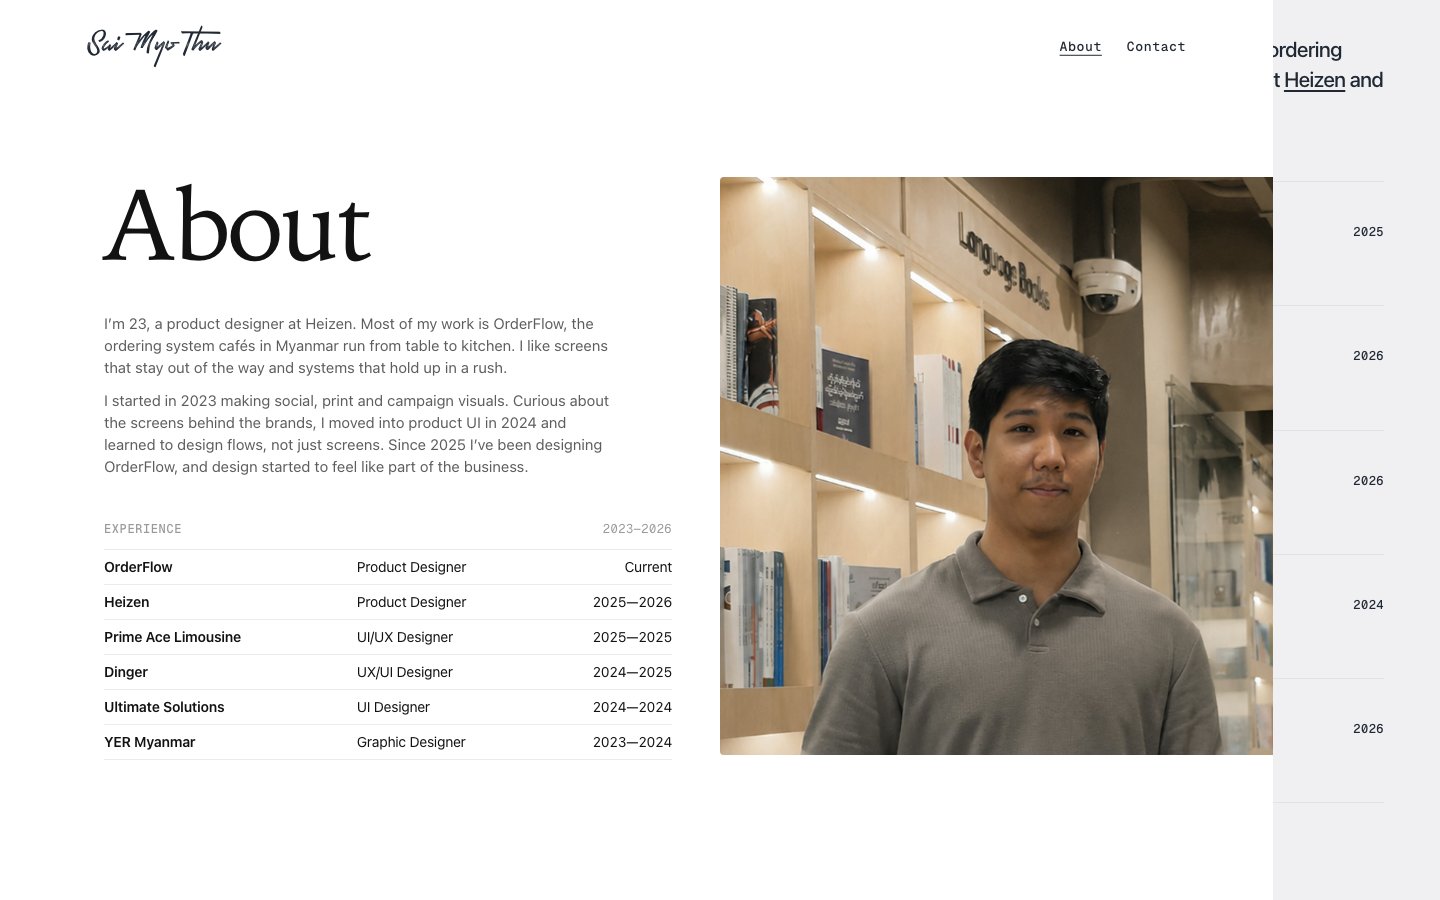 Sai Myo Thu
About
Contact
ordering
t Heizen and
About
I'm 23, a product designer at Heizen. Most of my work is OrderFlow, the
ordering system cafés in Myanmar run from table to kitchen. I like screens
that stay out of the way and systems that hold up in a rush.
I started in 2023 making social, print and campaign visuals. Curious about
the screens behind the brands, I moved into product UI in 2024 and
learned to design flows, not just screens. Since 2025 I've been designing
OrderFlow, and design started to feel like part of the business.
EXPERIENCE 2023—2026
OrderFlow Product Designer Current
Heizen Product Designer 2025—2026
Prime Ace Limousine UI/UX Designer 2025—2025
Dinger UX/UI Designer 2024—2025
Ultimate Solutions UI Designer 2024—2024
YER Myanmar Graphic Designer 2023—2024
Language Books
2025
2026
2026
2024
2026